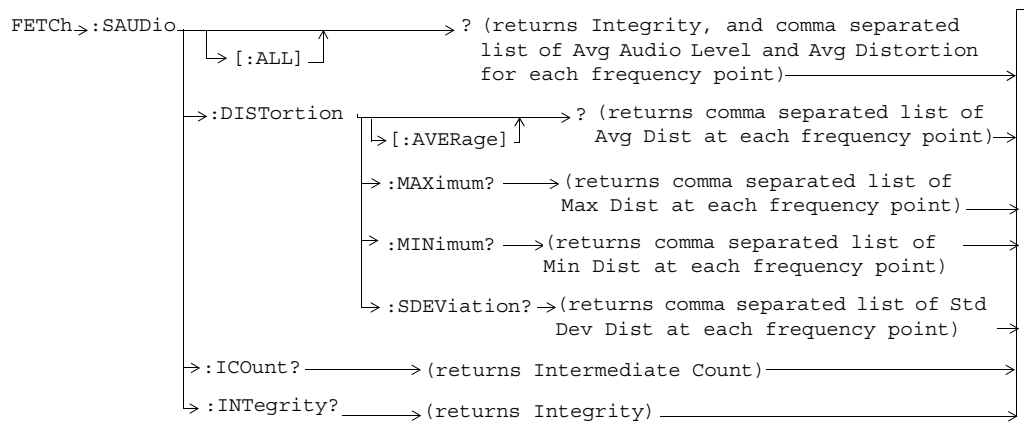 FETCh :SAUDio ? (returns Integrity, and comma separated
[:ALL] list of Avg Audio Level and Avg Distortion
for each frequency point)
:DISTortion ? (returns comma separated list of
[:AVERage] Avg Dist at each frequency point)
:MAXimum? (returns comma separated list of
Max Dist at each frequency point)
:MINimum? (returns comma separated list of
Min Dist at each frequency point)
:SDEViation? (returns comma separated list of Std
Dev Dist at each frequency point)
:ICOunt? (returns Intermediate Count)
:INTegrity? (returns Integrity)